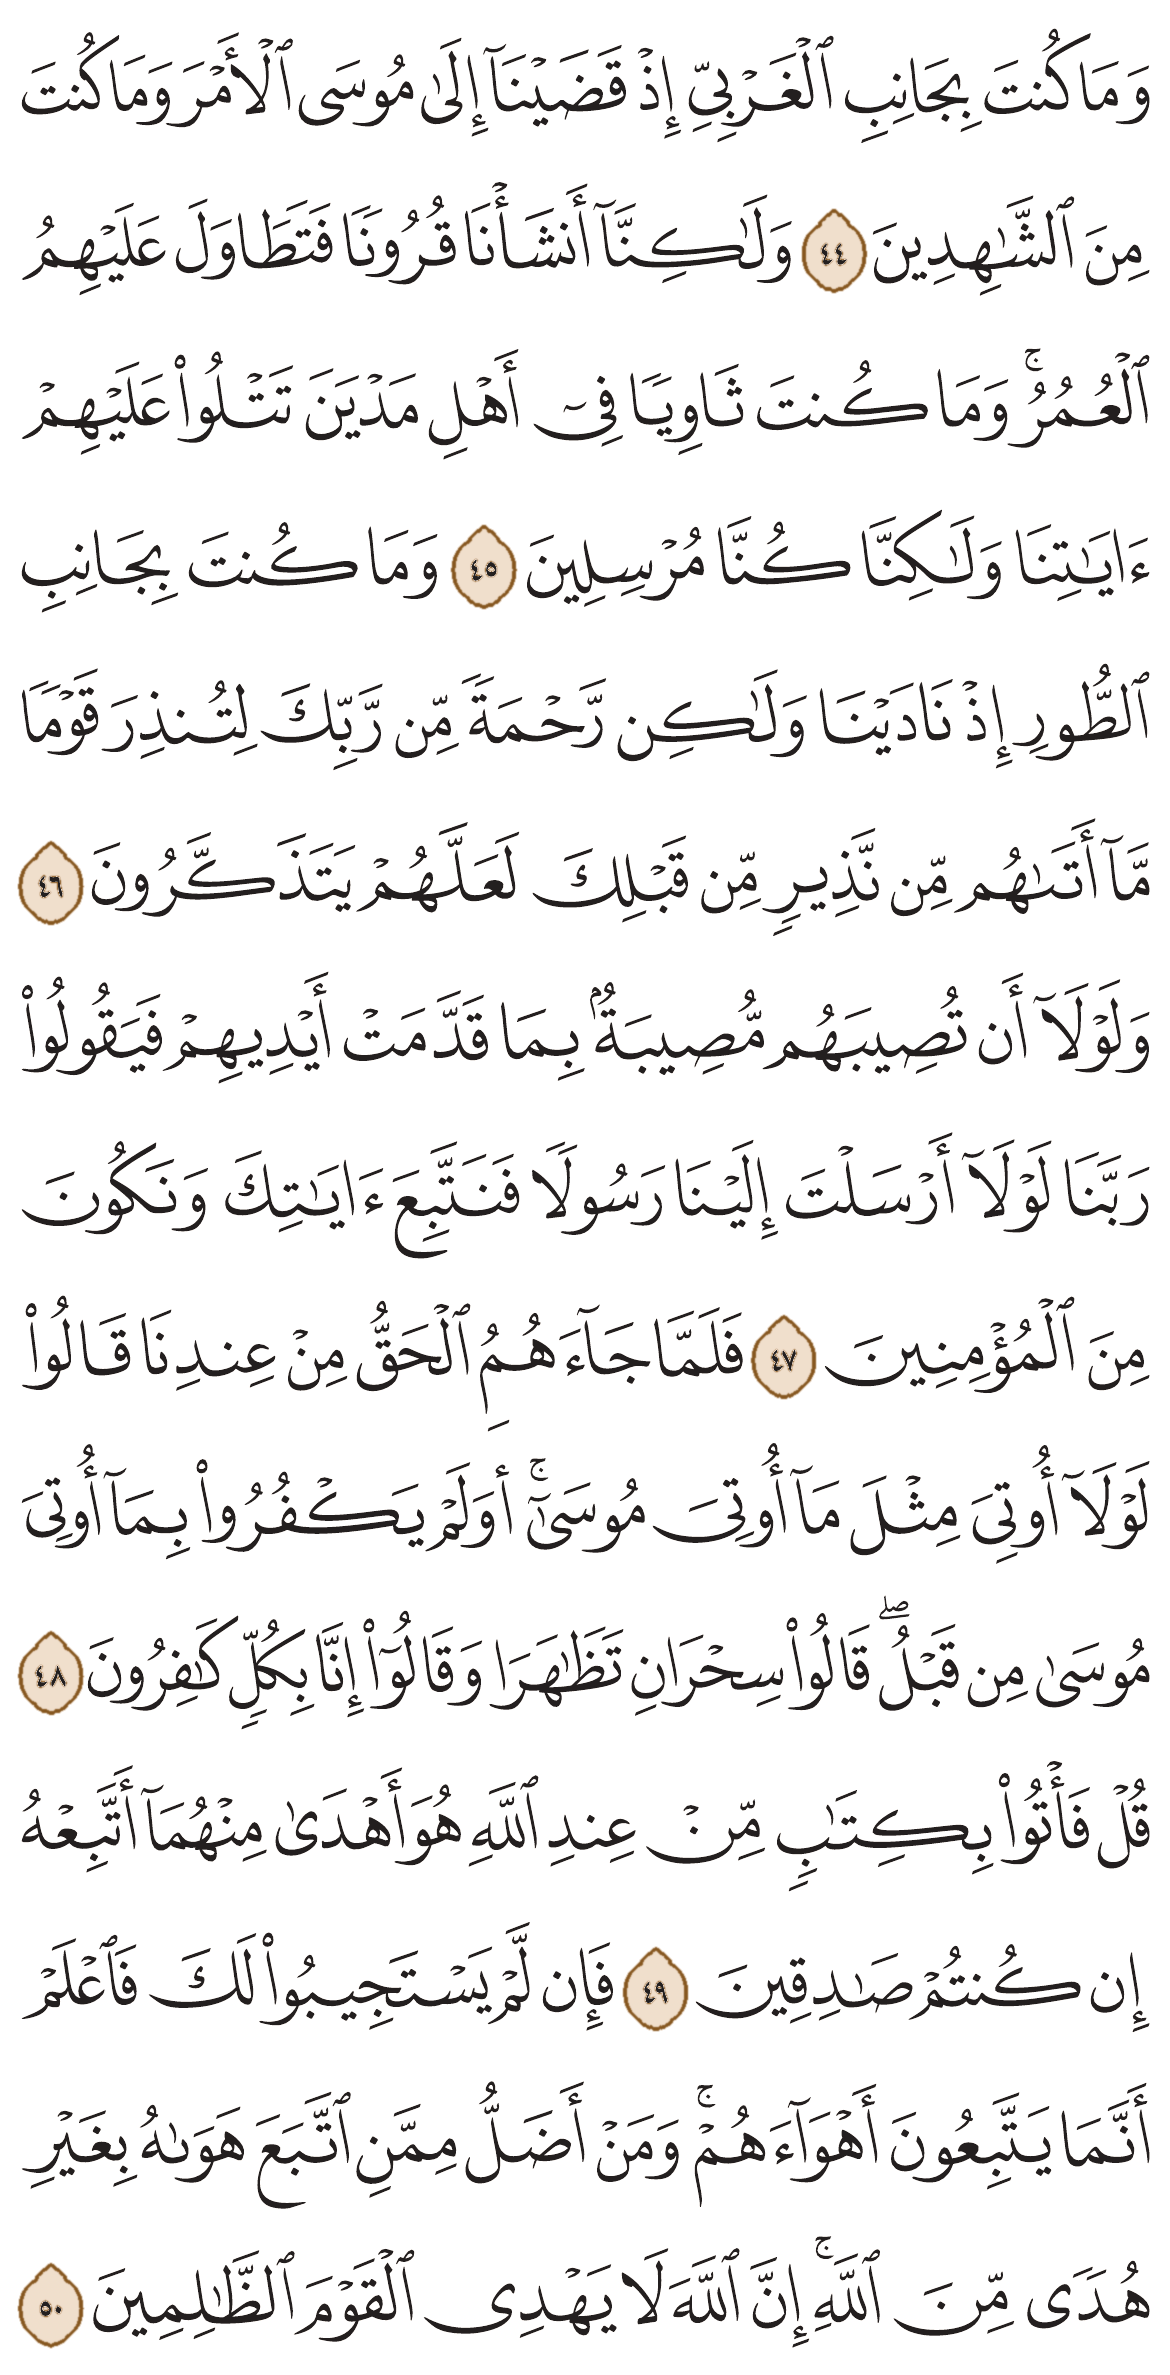 وَمَا كُنتَ بِجَانِبِ ٱلْغَرْبِيِّ إِذْ قَضَيْنَآ إِلَىٰ مُوسَى ٱلْأَمْرَ وَمَا كُنتَ
مِنَ ٱلشَّٰهِدِينَ ٤٤ وَلَٰكِنَّآ أَنشَأْنَا قُرُونًا فَتَطَاوَلَ عَلَيْهِمُ
ٱلْعُمُرُ ۚ وَمَا كُنتَ ثَاوِيًا فِىٓ أَهْلِ مَدْيَنَ تَتْلُوا۟ عَلَيْهِمْ
ءَايَٰتِنَا وَلَٰكِنَّا كُنَّا مُرْسِلِينَ ٤٥ وَمَا كُنتَ بِجَانِبِ
ٱلطُّورِ إِذْ نَادَيْنَا وَلَٰكِن رَّحْمَةً مِّن رَّبِّكَ لِتُنذِرَ قَوْمًا
مَّآ أَتَىٰهُم مِّن نَّذِيرٍ مِّن قَبْلِكَ لَعَلَّهُمْ يَتَذَكَّرُونَ ٤٦
وَلَوْلَآ أَن تُصِيبَهُم مُّصِيبَةٌۢ بِمَا قَدَّمَتْ أَيْدِيهِمْ فَيَقُولُوا۟
رَبَّنَا لَوْلَآ أَرْسَلْتَ إِلَيْنَا رَسُولًا فَنَتَّبِعَ ءَايَٰتِكَ وَنَكُونَ
مِنَ ٱلْمُؤْمِنِينَ ٤٧ فَلَمَّا جَآءَهُمُ ٱلْحَقُّ مِنْ عِندِنَا قَالُوا۟
لَوْلَآ أُوتِىَ مِثْلَ مَآ أُوتِىَ مُوسَىٰٓ ۚ أَوَلَمْ يَكْفُرُوا۟ بِمَآ أُوتِىَ
مُوسَىٰ مِن قَبْلُ ۖ قَالُوا۟ سِحْرَانِ تَظَٰهَرَا وَقَالُوٓا۟ إِنَّا بِكُلٍّ كَٰفِرُونَ ٤٨
قُلْ فَأْتُوا۟ بِكِتَٰبٍ مِّنْ عِندِ ٱللَّهِ هُوَ أَهْدَىٰ مِنْهُمَآ أَتَّبِعْهُ
إِن كُنتُمْ صَٰدِقِينَ ٤٩ فَإِن لَّمْ يَسْتَجِيبُوا۟ لَكَ فَٱعْلَمْ
أَنَّمَا يَتَّبِعُونَ أَهْوَآءَهُمْ ۚ وَمَنْ أَضَلُّ مِمَّنِ ٱتَّبَعَ هَوَىٰهُ بِغَيْرِ
هُدًى مِّنَ ٱللَّهِ ۚ إِنَّ ٱللَّهَ لَا يَهْدِى ٱلْقَوْمَ ٱلظَّٰلِمِينَ ٥٠